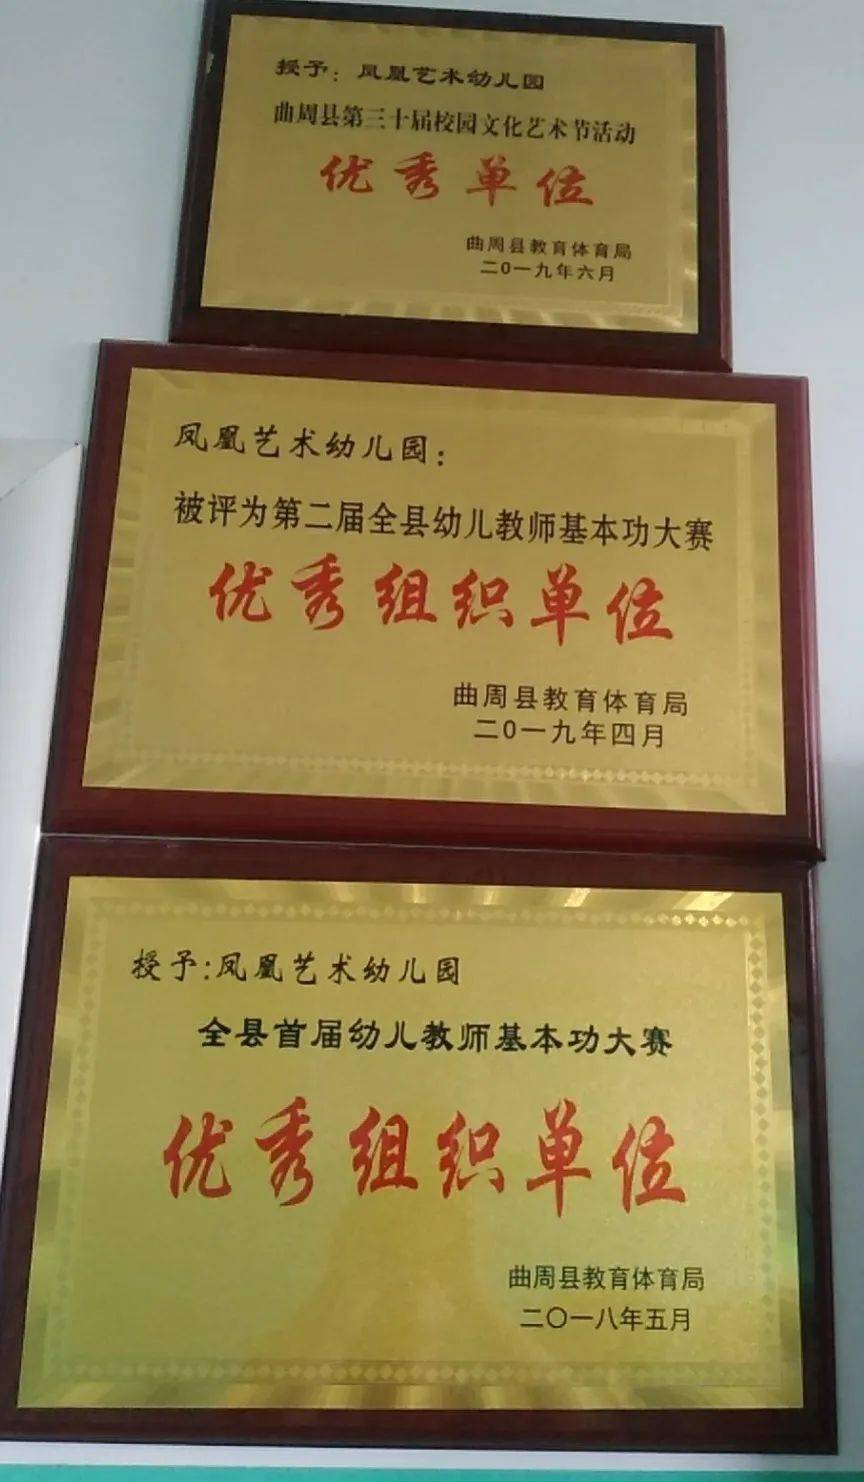 授予：凤凰艺术幼儿园
曲周县第三十届校园文化艺术节活动
优秀单位
曲周县教育体育局
二0一九年六月
凤凰艺术幼儿园：
被评为第二届全县幼儿教师基本功大赛
优秀组织单位
曲周县教育体育局
二0一九年四月
授予:凤凰艺术幼儿园
全县首届幼儿教师基本功大赛
优秀组织单位
曲周县教育体育局
二〇一八年五月